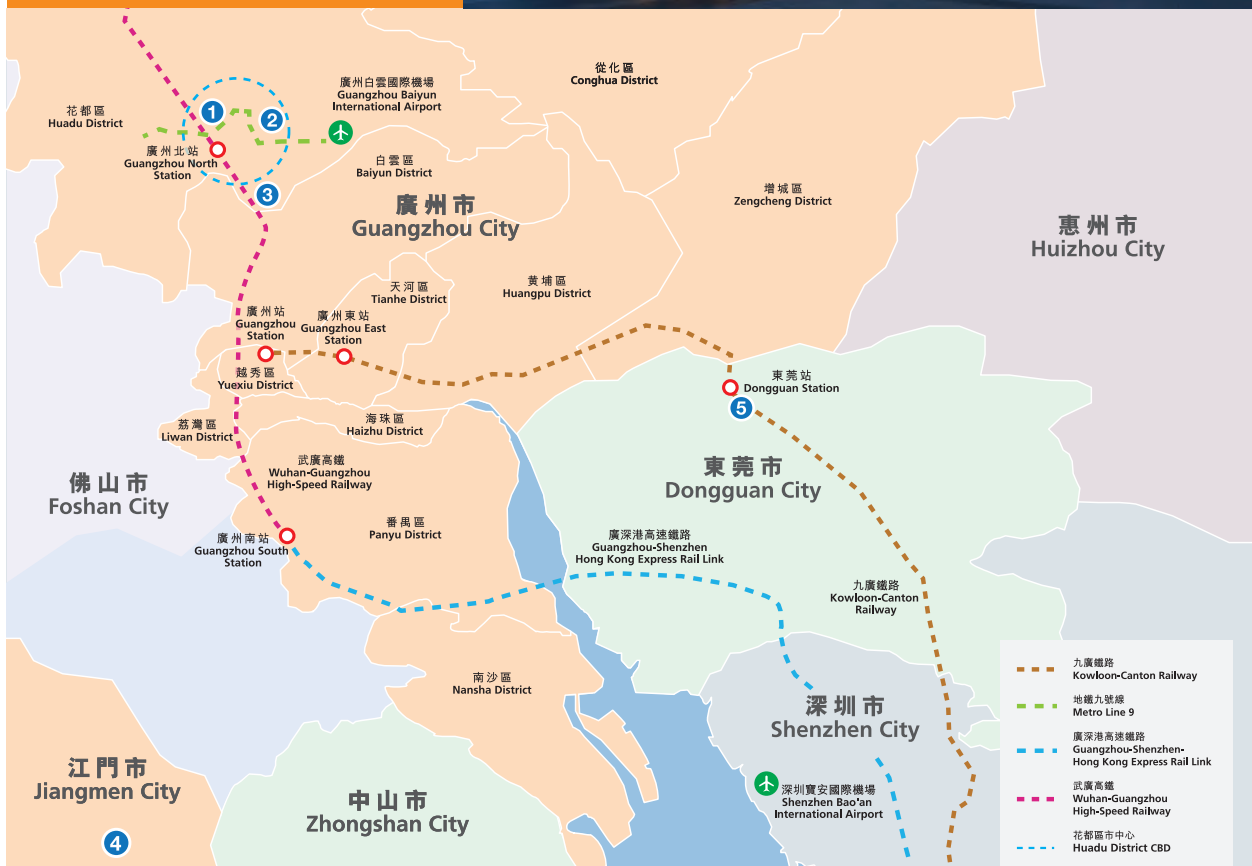 從化區
Conghua District
廣州白雲國際機場
Guangzhou Baiyun
International Airport
花都區
Huadu District
1
2
廣州北站
Guangzhou North
Station
白雲區
Baiyun District
3
增城區
Zengcheng District
廣州市
Guangzhou City
惠州市
Huizhou City
天河區
Tianhe District
黄埔區
Huangpu District
廣州站
Guangzhou
Station
廣州東站
Guangzhou East
Station
越秀區
Yuexiu District
東莞站
Dongguan Station
5
荔灣區
Liwan District
海珠區
Haizhu District
武廣高鐵
Wuhan-Guangzhou
High-Speed Railway
佛山市
Foshan City
東莞市
Dongguan City
番禺區
Panyu District
廣州南站
Guangzhou South
Station
廣深港高速鐵路
Guangzhou-Shenzhen
Hong Kong Express Rail Link
九廣鐵路
Kowloon-Canton
Railway
南沙區
Nansha District
深圳市
Shenzhen City
江門市
Jiangmen City
4
中山市
Zhongshan City
深圳寶安國際機場
Shenzhen Bao'an
International Airport
九廣鐵路
Kowloon-Canton Railway
地鐵九號線
Metro Line 9
廣深港高速鐵路
Guangzhou-Shenzhen-
Hong Kong Express Rail Link
武廣高鐵
Wuhan-Guangzhou
High-Speed Railway
花都區市中心
Huadu District CBD